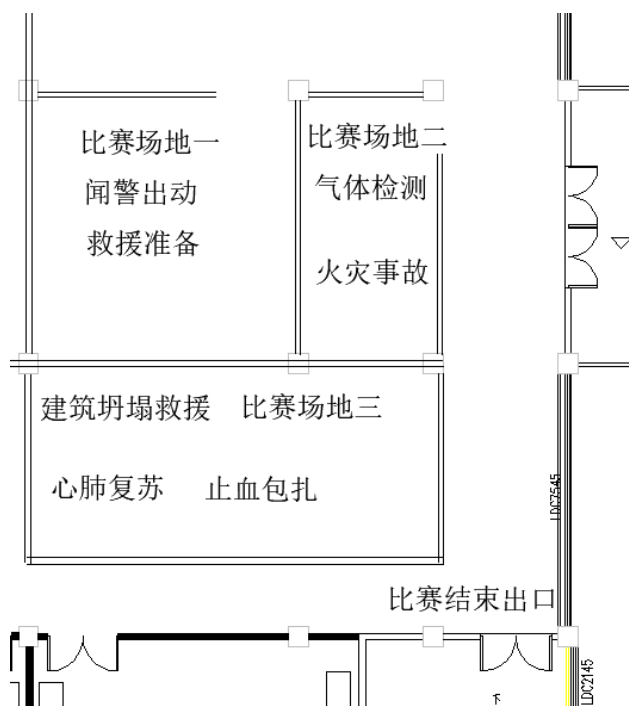 比赛场地一
闻警出动
救援准备
比赛场地二
气体检测
火灾事故
建筑坍塌救援 比赛场地三
心肺复苏 止血包扎
LDC7545
比赛结束出口
LDC2145
下